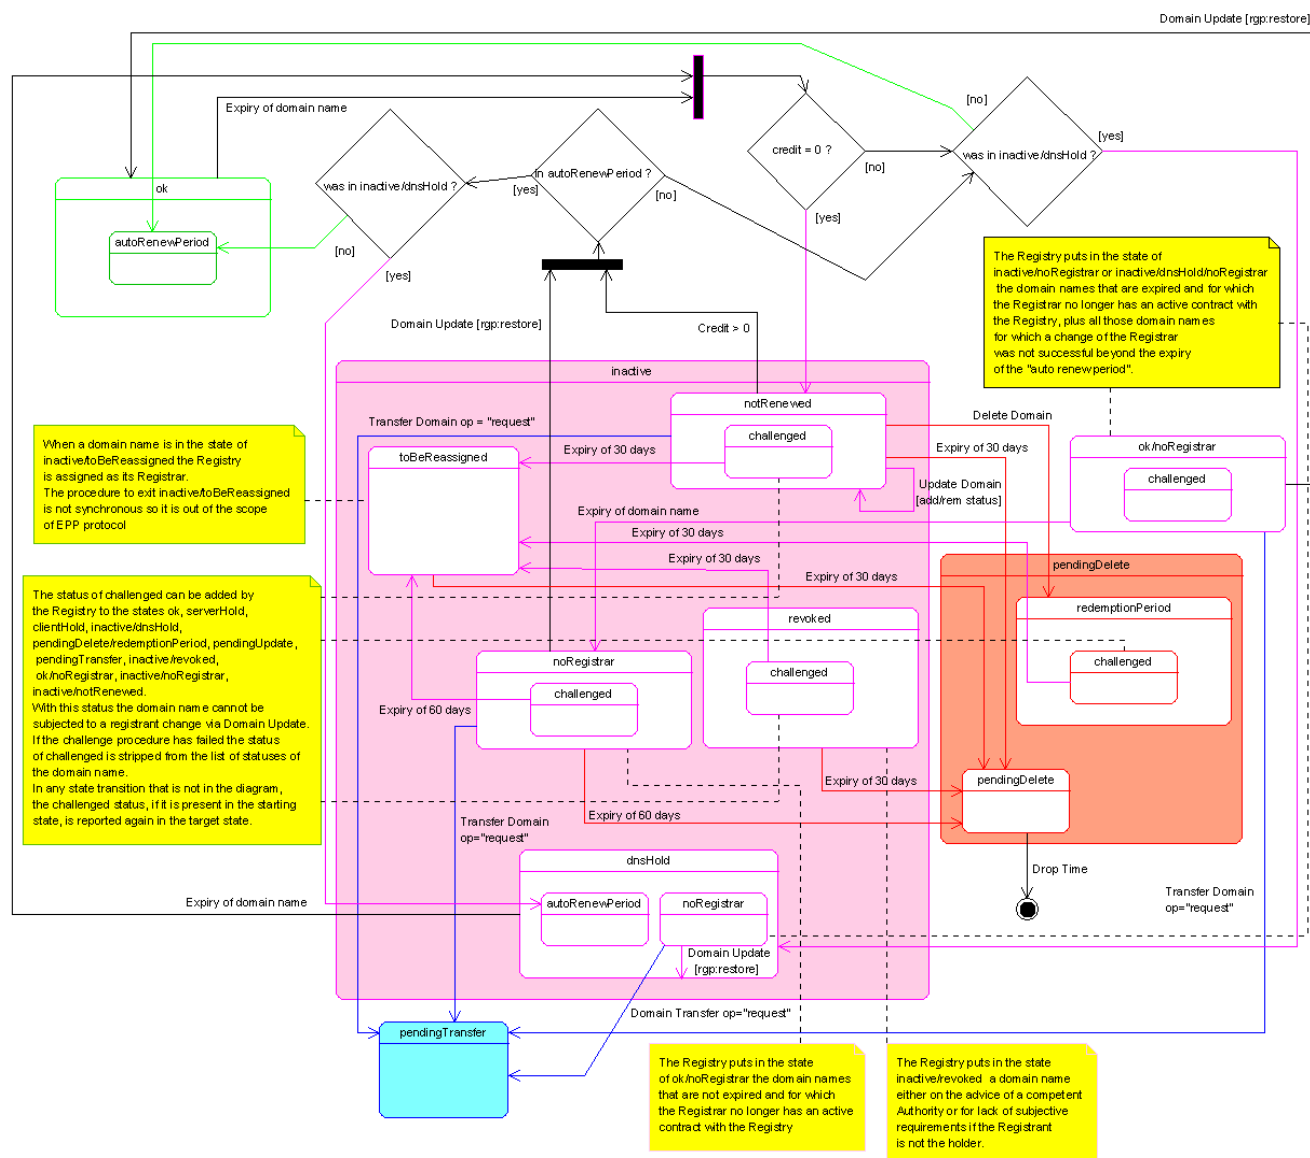 Domain Update [rgp:restore]
Expiry of domain name
[no]
[yes]
credit = 0 ?
[no]
was in inactive/dnsHold ?
In autoRenewPeriod ?
[yes]
[no]
was in inactive/dnsHold ?
ok
[yes]
autoRenewPeriod
[no]
[yes]
The Registry puts in the state of
inactive/noRegistrar or inactive/dnsHold/noRegistrar
the domain names that are expired and for which
the Registrar no longer has an active contract with
the Registry, plus all those domain names
for which a change of the Registrar
was not successful beyond the expiry
of the "auto renew period".
Domain Update [rgp:restore]
Credit > 0
inactive
notRenewed
Transfer Domain op = "request"
Delete Domain
challenged
When a domain name is in the state of
inactive/toBeReassigned the Registry
is assigned as its Registrar.
The procedure to exit inactive/toBeReassigned
is not synchronous so it is out of the scope
of EPP protocol
toBeReassigned
Expiry of 30 days
Expiry of 30 days
ok/noRegistrar
challenged
Update Domain
[add/rem status]
Expiry of domain name
Expiry of 30 days
Expiry of 30 days
Expiry of 30 days
pendingDelete
The status of challenged can be added by
the Registry to the states ok, serverHold,
clientHold, inactive/dnsHold,
pendingDelete/redemptionPeriod, pendingUpdate,
pendingTransfer, inactive/revoked,
ok/noRegistrar, inactive/noRegistrar,
inactive/notRenewed.
With this status the domain name cannot be
subjected to a registrant change via Domain Update.
If the challenge procedure has failed the status
of challenged is stripped from the list of statuses of
the domain name.
In any state transition that is not in the diagram,
the challenged status, if it is present in the starting
state, is reported again in the target state.
revoked
redemptionPeriod
noRegistrar
challenged
challenged
challenged
Expiry of 60 days
Expiry of 30 days
pendingDelete
Expiry of 60 days
Transfer Domain
op="request"
dnsHold
Drop Time
Transfer Domain
op="request"
Expiry of domain name
autoRenewPeriod
noRegistrar
Domain Update
[rgp:restore]
Domain Transfer op="request"
pendingTransfer
The Registry puts in the state
of ok/noRegistrar the domain names
that are not expired and for which
the Registrar no longer has an active
contract with the Registry
The Registry puts in the state
inactive/revoked a domain name
either on the advice of a competent
Authority or for lack of subjective
requirements if the Registrant
is not the holder.